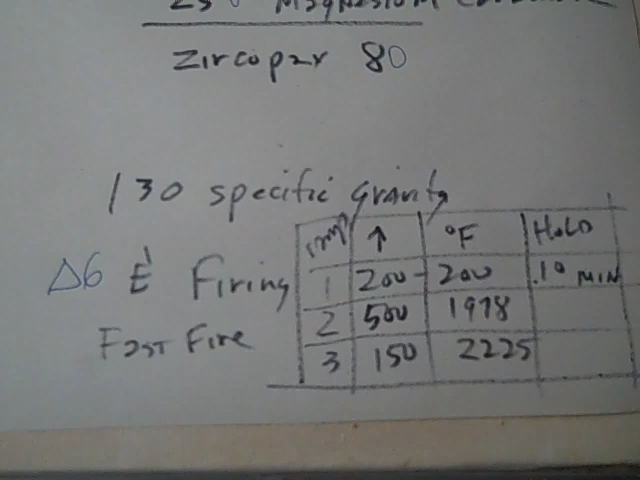 Zircopax 80
130 specific Gravity
↑ °F HOLD
Δ6 E Firing 1 200 200 .10 MIN
2 500 1978
Fast Fire
3 150 2225